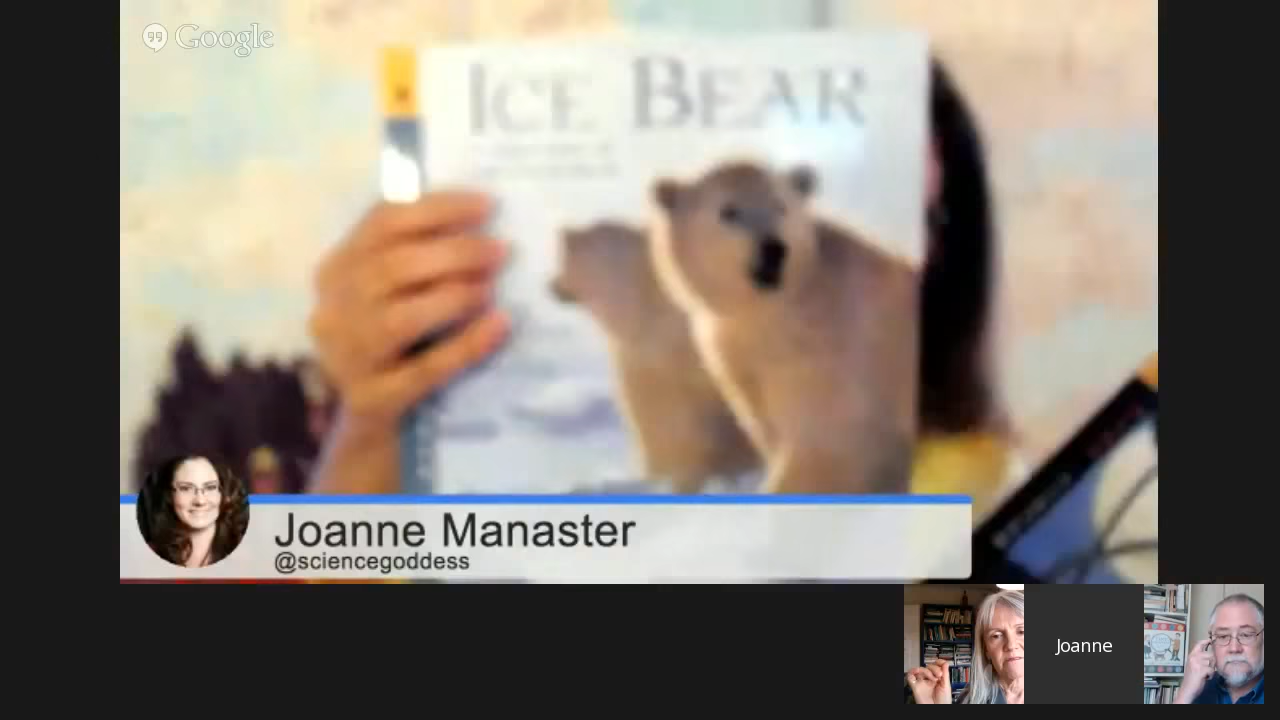 Google
ICE BEAR
Joanne Manaster
@sciencegoddess
Joanne